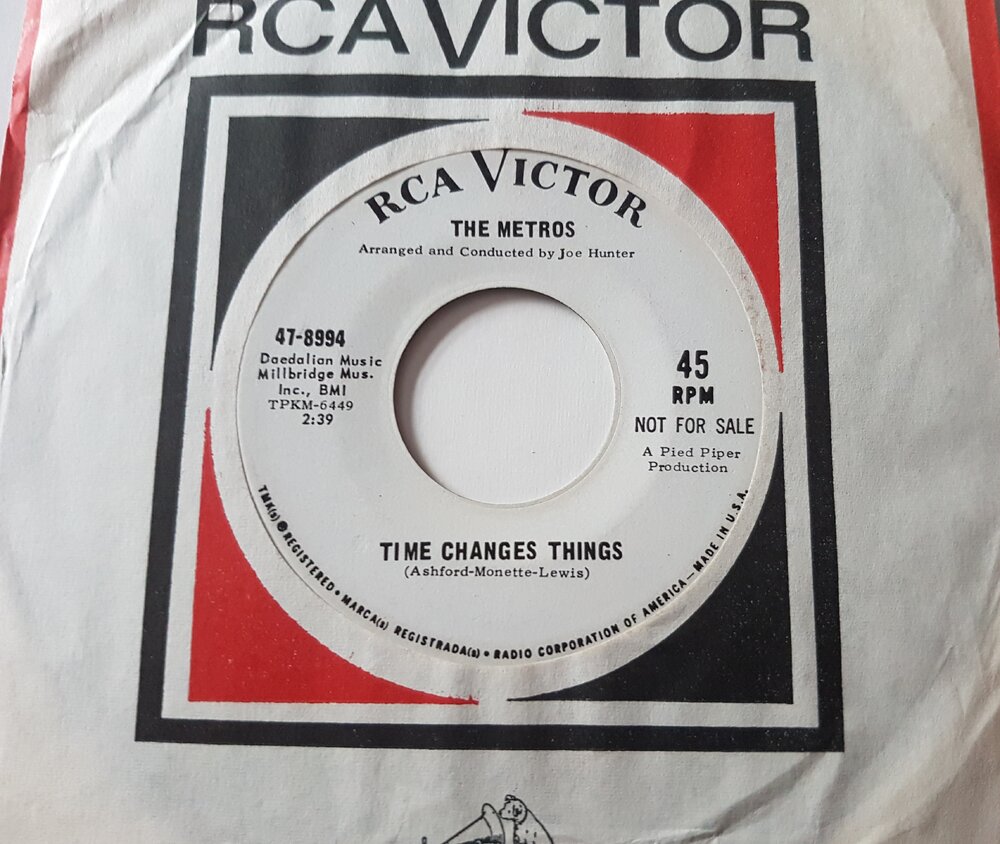 RCA VICTOR
RCA VICTOR
THE METROS
Arranged and Conducted by Joe Hunter
47-8994
Daedalian Music
Millbridge Mus.
Inc., BMI
TPKM-6449
2:39
45
RPM
NOT FOR SALE
A Pied Piper
Production
TIME CHANGES THINGS
(Ashford-Monette-Lewis)
TMK(s) ® REGISTERED • MARCA(s) REGISTRADA(s) • RADIO CORPORATION OF AMERICA—MADE IN U.S.A.